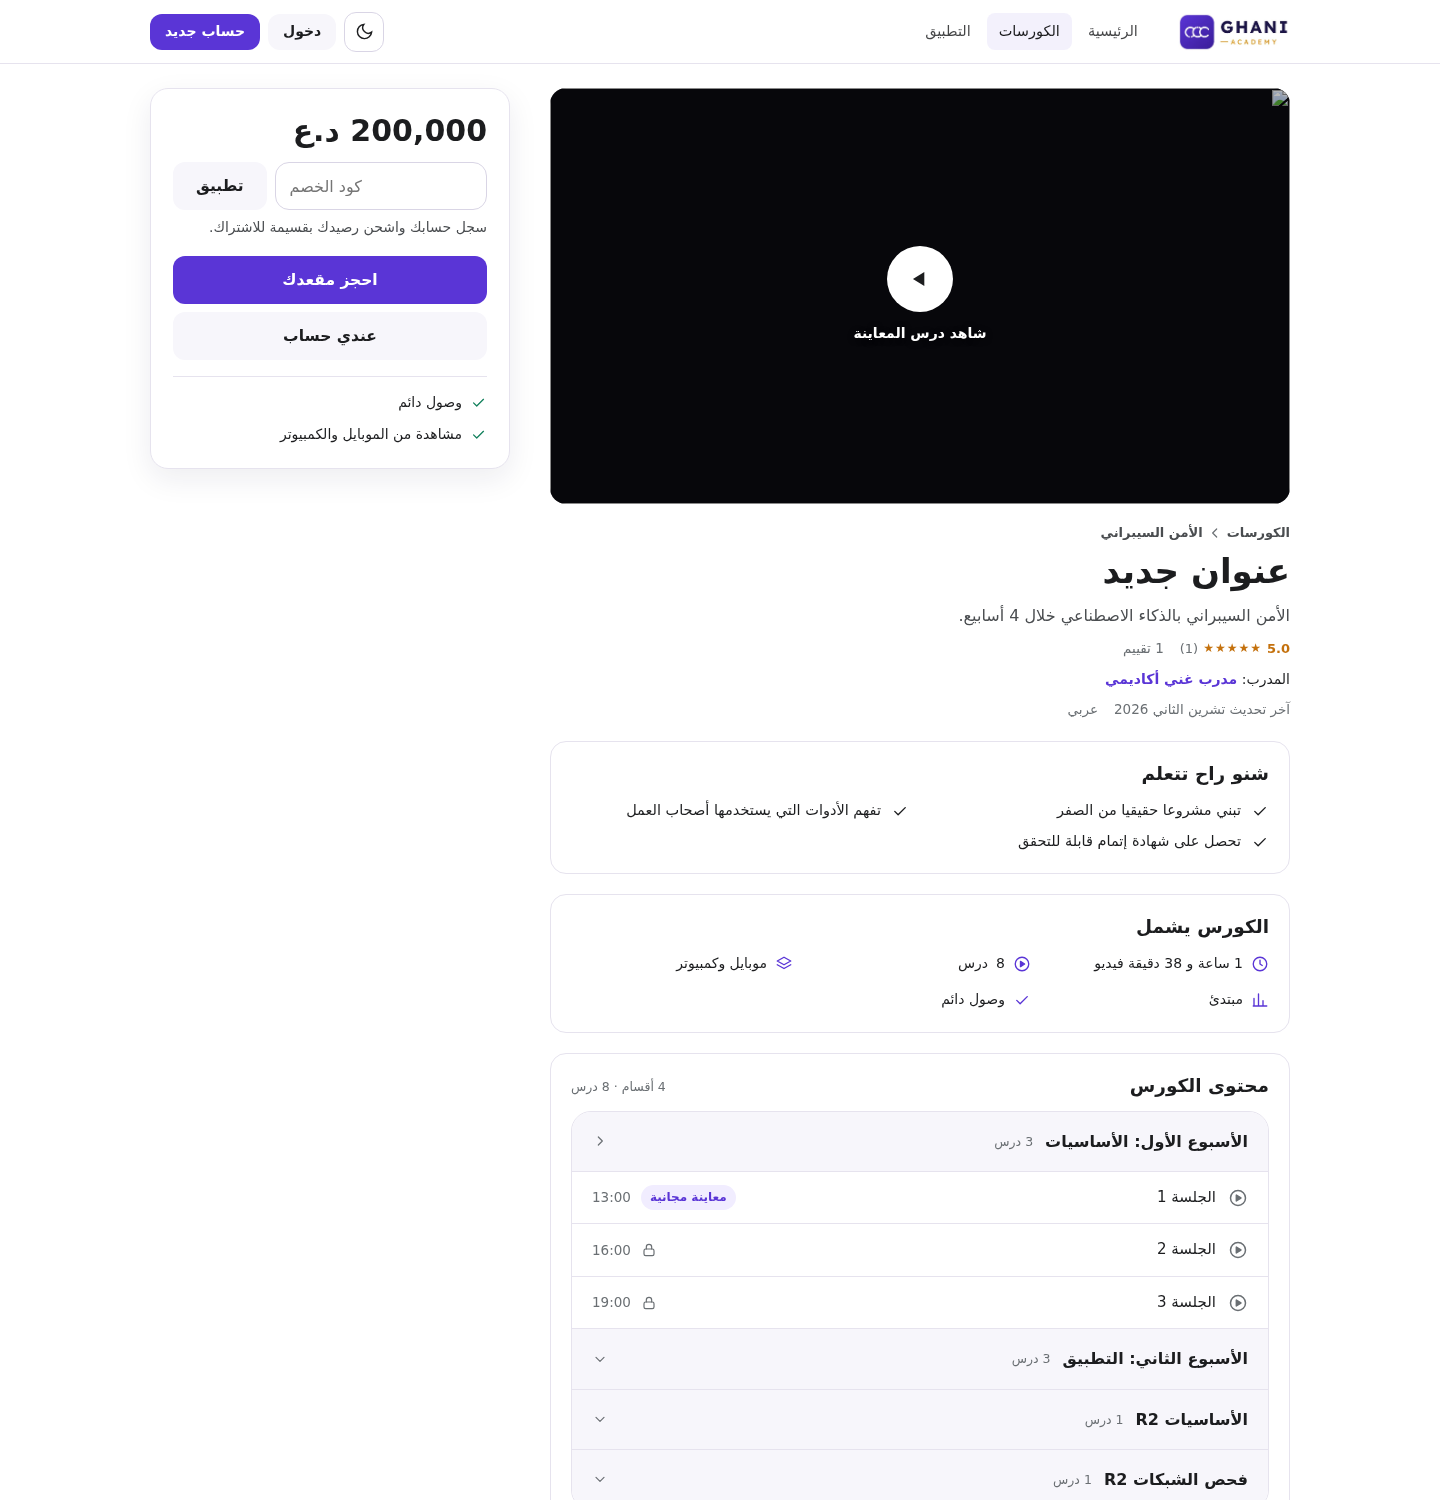 GHANI
ACADEMY
الرئيسية
الكورسات
التطبيق
دخول
حساب جديد
شاهد درس المعاينة
200,000 د.ع
كود الخصم
تطبيق
سجل حسابك واشحن رصيدك بقسيمة للاشتراك.
احجز مقعدك
عندي حساب
وصول دائم
مشاهدة من الموبايل والكمبيوتر
الكورسات
الأمن السيبراني
عنوان جديد
الأمن السيبراني بالذكاء الاصطناعي خلال 4 أسابيع.
5.0 ★★★★★ (1) 1 تقييم
المدرب: مدرب غني أكاديمي
آخر تحديث تشرين الثاني 2026 عربي
شنو راح تتعلم
تبني مشروعا حقيقيا من الصفر
تفهم الأدوات التي يستخدمها أصحاب العمل
تحصل على شهادة إتمام قابلة للتحقق
الكورس يشمل
1 ساعة و 38 دقيقة فيديو
8 درس
موبايل وكمبيوتر
مبتدئ
وصول دائم
محتوى الكورس
4 أقسام · 8 درس
الأسبوع الأول: الأساسيات 3 درس
الجلسة 1 معاينة مجانية 13:00
الجلسة 2 16:00
الجلسة 3 19:00
الأسبوع الثاني: التطبيق 3 درس
الأساسيات R2 1 درس
فحص الشبكات R2 1 درس